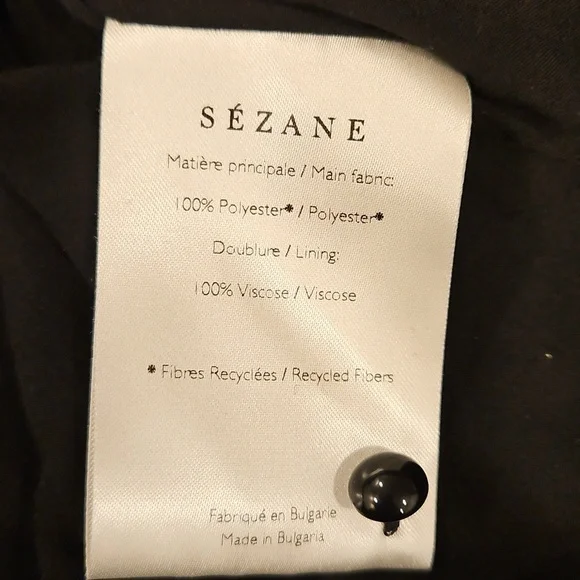 SÉZANE
Matière principale / Main fabric:
100% Polyester* / Polyester*
Doublure / Lining:
100% Viscose / Viscose
* Fibres Recyclées / Recycled Fibers
Fabriqué en Bulgarie
Made in Bulgaria